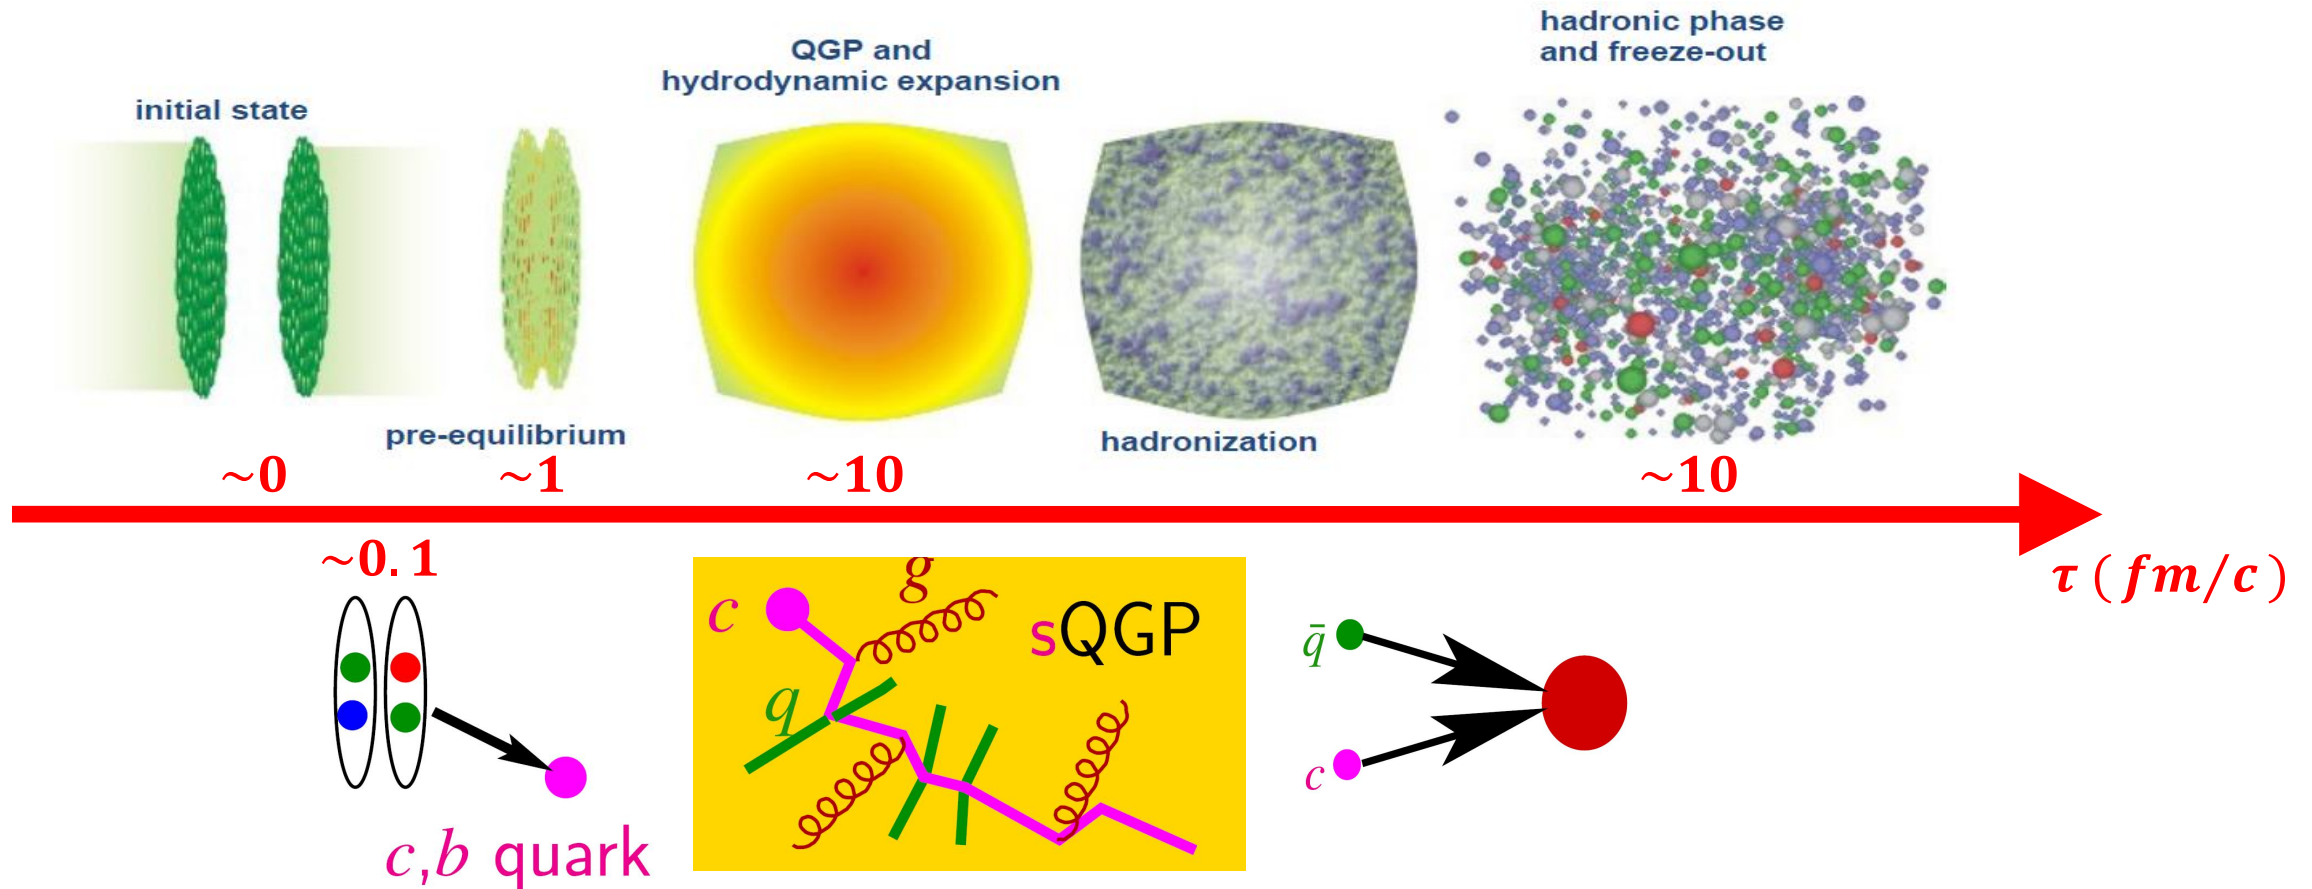 hadronic phase
and freeze-out
QGP and
hydrodynamic expansion
initial state
pre-equilibrium
hadronization
~0
~1
~10
~10
~0.1
τ (fm/c)
g
c
sQGP
q
q̄
c
c,b quark